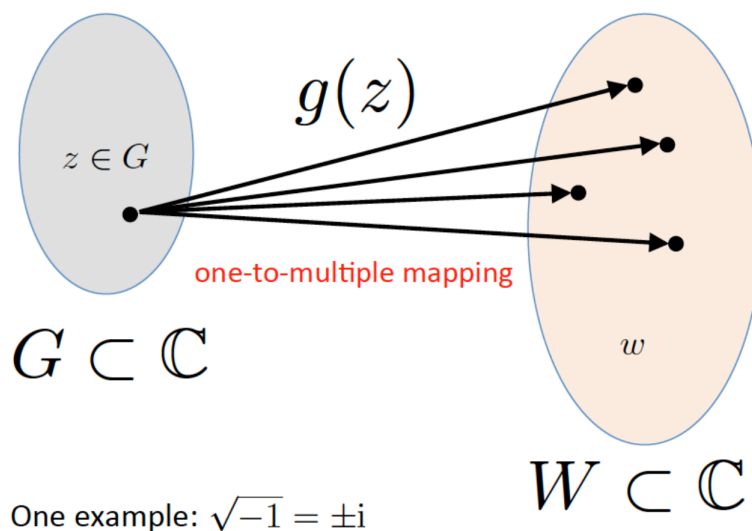 g(z)
z ∈ G
one-to-multiple mapping
G ⊂ ℂ
w
W ⊂ ℂ
One example: √−1 = ±i